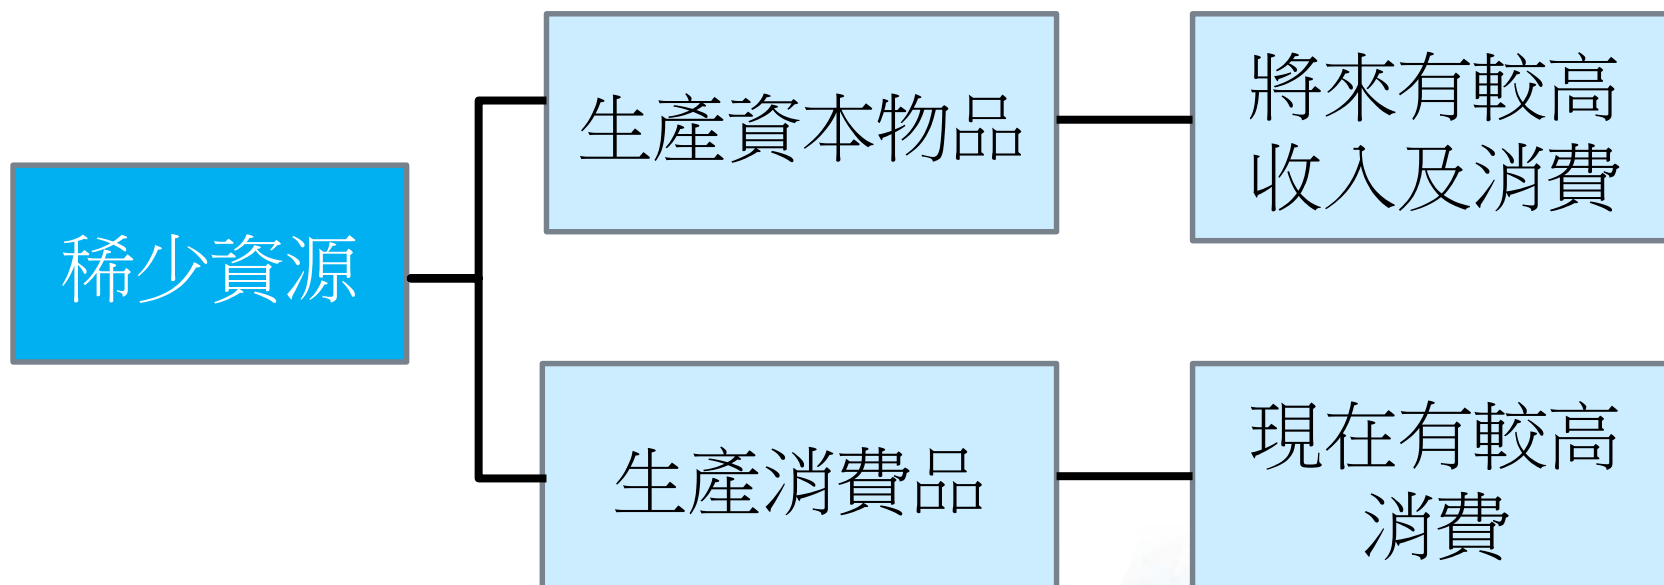 稀少資源
生產資本物品
將來有較高
收入及消費
生產消費品
現在有較高
消費